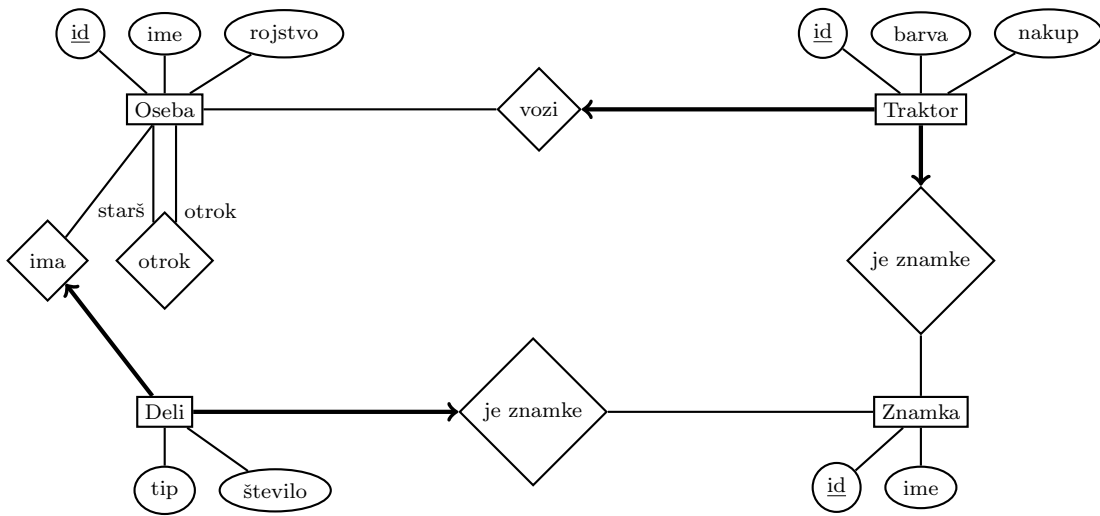 id ime rojstvo
id barva nakup
Oseba vozi Traktor
starš otrok
ima otrok je znamke
Deli je znamke Znamka
tip število
id ime